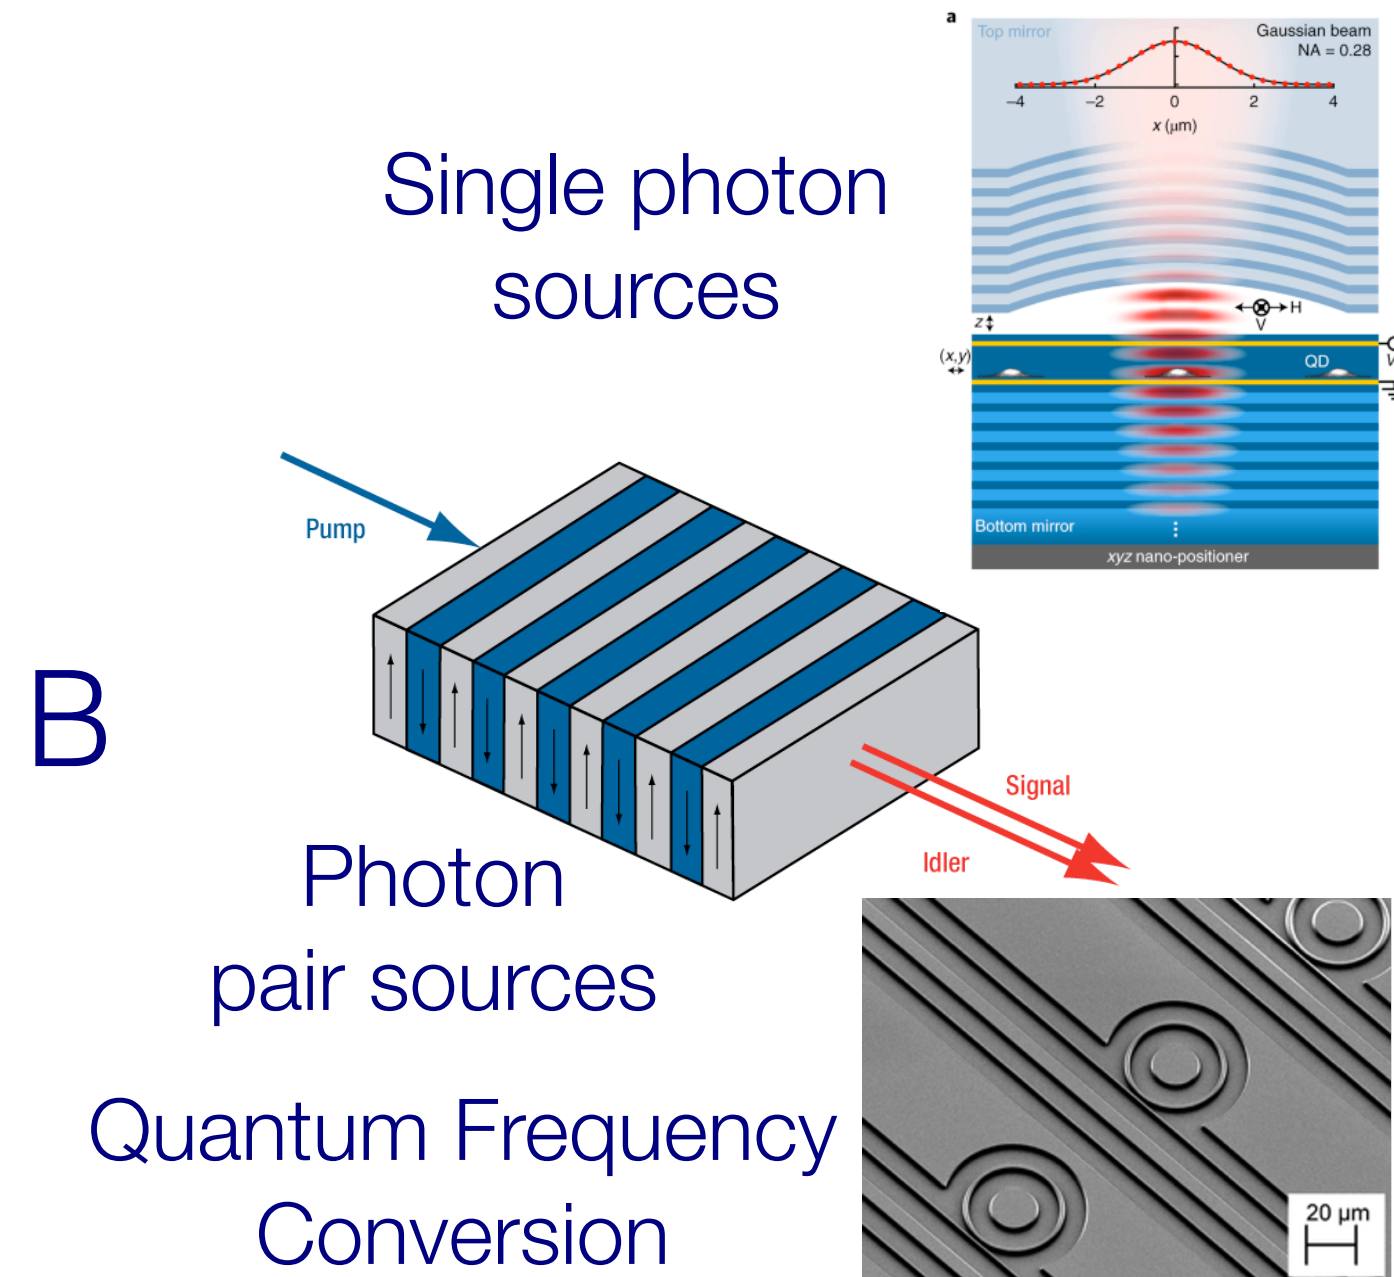 a
Top mirror
Gaussian beam
NA = 0.28
−4 −2 0 2 4
x (μm)
Single photon
sources
H
V
z
(x,y)
QD
V
Bottom mirror
xyz nano-positioner
Pump
B
Signal
Idler
Photon
pair sources
Quantum Frequency
Conversion
20 μm